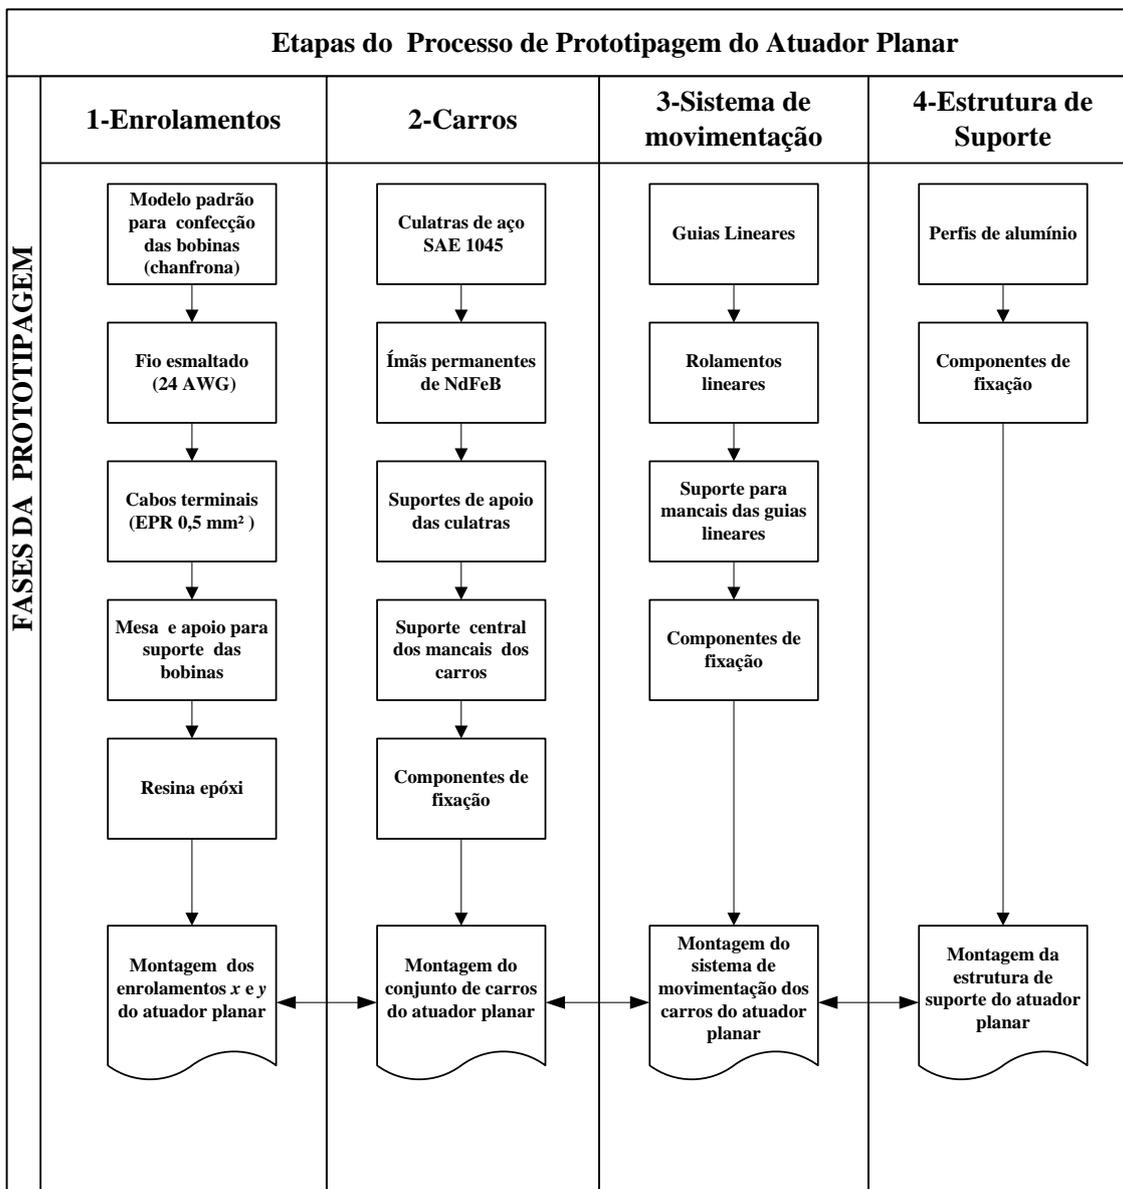 Etapas do Processo de Prototipagem do Atuador Planar
FASES DA PROTOTIPAGEM
1-Enrolamentos
Modelo padrão
para confecção
das bobinas
(chanfrona)
Fio esmaltado
(24 AWG)
Cabos terminais
(EPR 0,5 mm² )
Mesa e apoio para
suporte das
bobinas
Resina epóxi
Montagem dos
enrolamentos x e y
do atuador planar
2-Carros
Culatras de aço
SAE 1045
Ímãs permanentes
de NdFeB
Suportes de apoio
das culatras
Suporte central
dos mancais dos
carros
Componentes de
fixação
Montagem do
conjunto de carros
do atuador planar
3-Sistema de
movimentação
Guias Lineares
Rolamentos
lineares
Suporte para
mancais das guias
lineares
Componentes de
fixação
Montagem do
sistema de
movimentação dos
carros do atuador
planar
4-Estrutura de
Suporte
Perfis de alumínio
Componentes de
fixação
Montagem da
estrutura de
suporte do atuador
planar